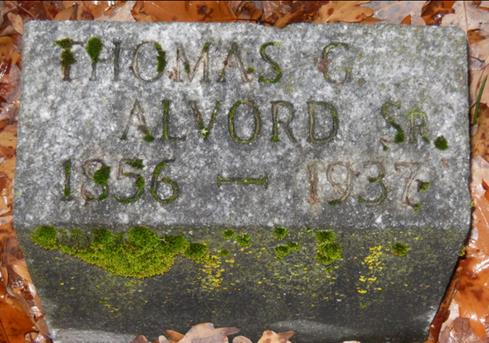 THOMAS G.
ALVORD SR.
1856 — 1937